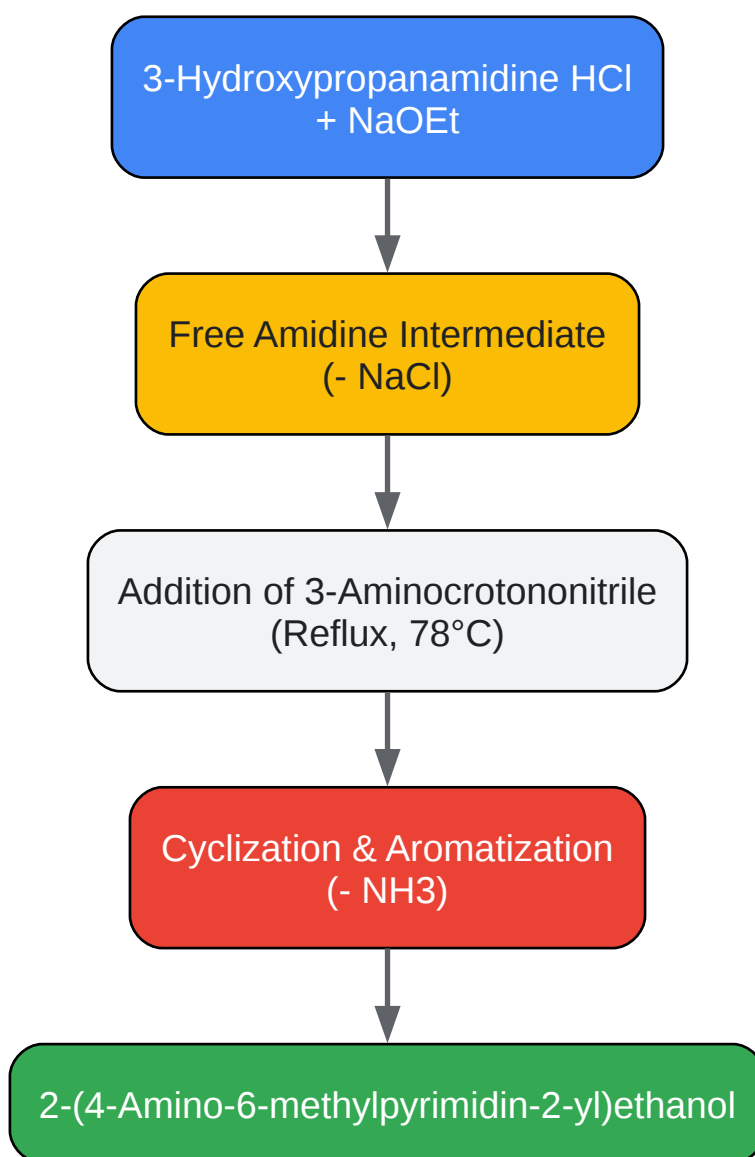 3-Hydroxypropanamidine HCl
+ NaOEt
Free Amidine Intermediate
(- NaCl)
Addition of 3-Aminocrotononitrile
(Reflux, 78°C)
Cyclization & Aromatization
(- NH3)
2-(4-Amino-6-methylpyrimidin-2-yl)ethanol